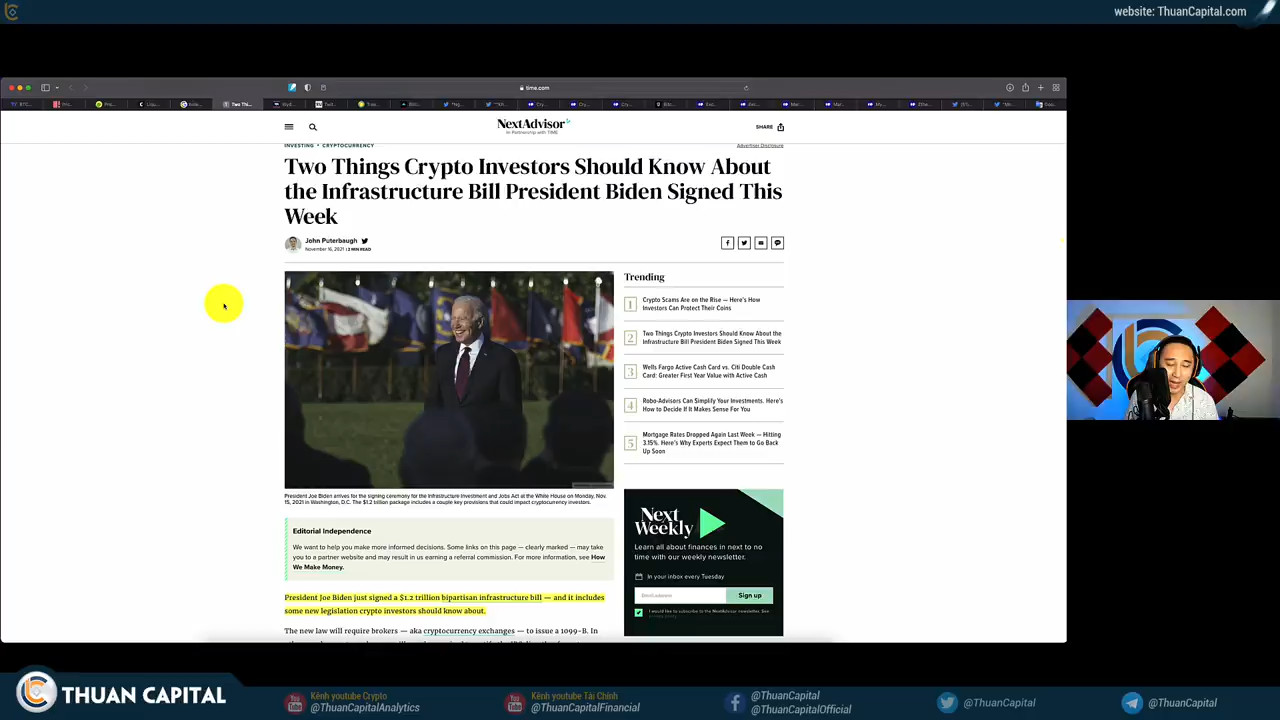 website: ThuanCapital.com
time.com
Two Thi...
NextAdvisor
In Partnership with TIME
SHARE
INVESTING • CRYPTOCURRENCY
Advertiser Disclosure
Two Things Crypto Investors Should Know About
the Infrastructure Bill President Biden Signed This
Week
John Puterbaugh
November 16, 2021 | 2 MIN READ
President Joe Biden arrives for the signing ceremony for the Infrastructure Investment and Jobs Act at the White House on Monday, Nov.
15, 2021 in Washington, D.C. The $1.2 trillion package includes a couple key provisions that could impact cryptocurrency investors.
Editorial Independence
We want to help you make more informed decisions. Some links on this page — clearly marked — may take
you to a partner website and may result in us earning a referral commission. For more information, see How
We Make Money.
President Joe Biden just signed a $1.2 trillion bipartisan infrastructure bill — and it includes
some new legislation crypto investors should know about.
The new law will require brokers — aka cryptocurrency exchanges — to issue a 1099-B. In
Trending
1 Crypto Scams Are on the Rise — Here's How
Investors Can Protect Their Coins
2 Two Things Crypto Investors Should Know About the
Infrastructure Bill President Biden Signed This Week
3 Wells Fargo Active Cash Card vs. Citi Double Cash
Card: Greater First Year Value with Active Cash
4 Robo-Advisors Can Simplify Your Investments. Here's
How to Decide If It Makes Sense For You
5 Mortgage Rates Dropped Again Last Week — Hitting
3.15%. Here's Why Experts Expect Them to Go Back
Up Soon
Next
Weekly
Learn all about finances in next to no
time with our weekly newsletter.
In your inbox every Tuesday
Sign up
I would like to subscribe to the NextAdvisor newsletter. See
THUAN CAPITAL
Kênh youtube Crypto
@ThuanCapitalAnalytics
Kênh youtube Tài Chính
@ThuanCapitalFinancial
@ThuanCapital
@ThuanCapitalOfficial
@ThuanCapital
@ThuanCapital